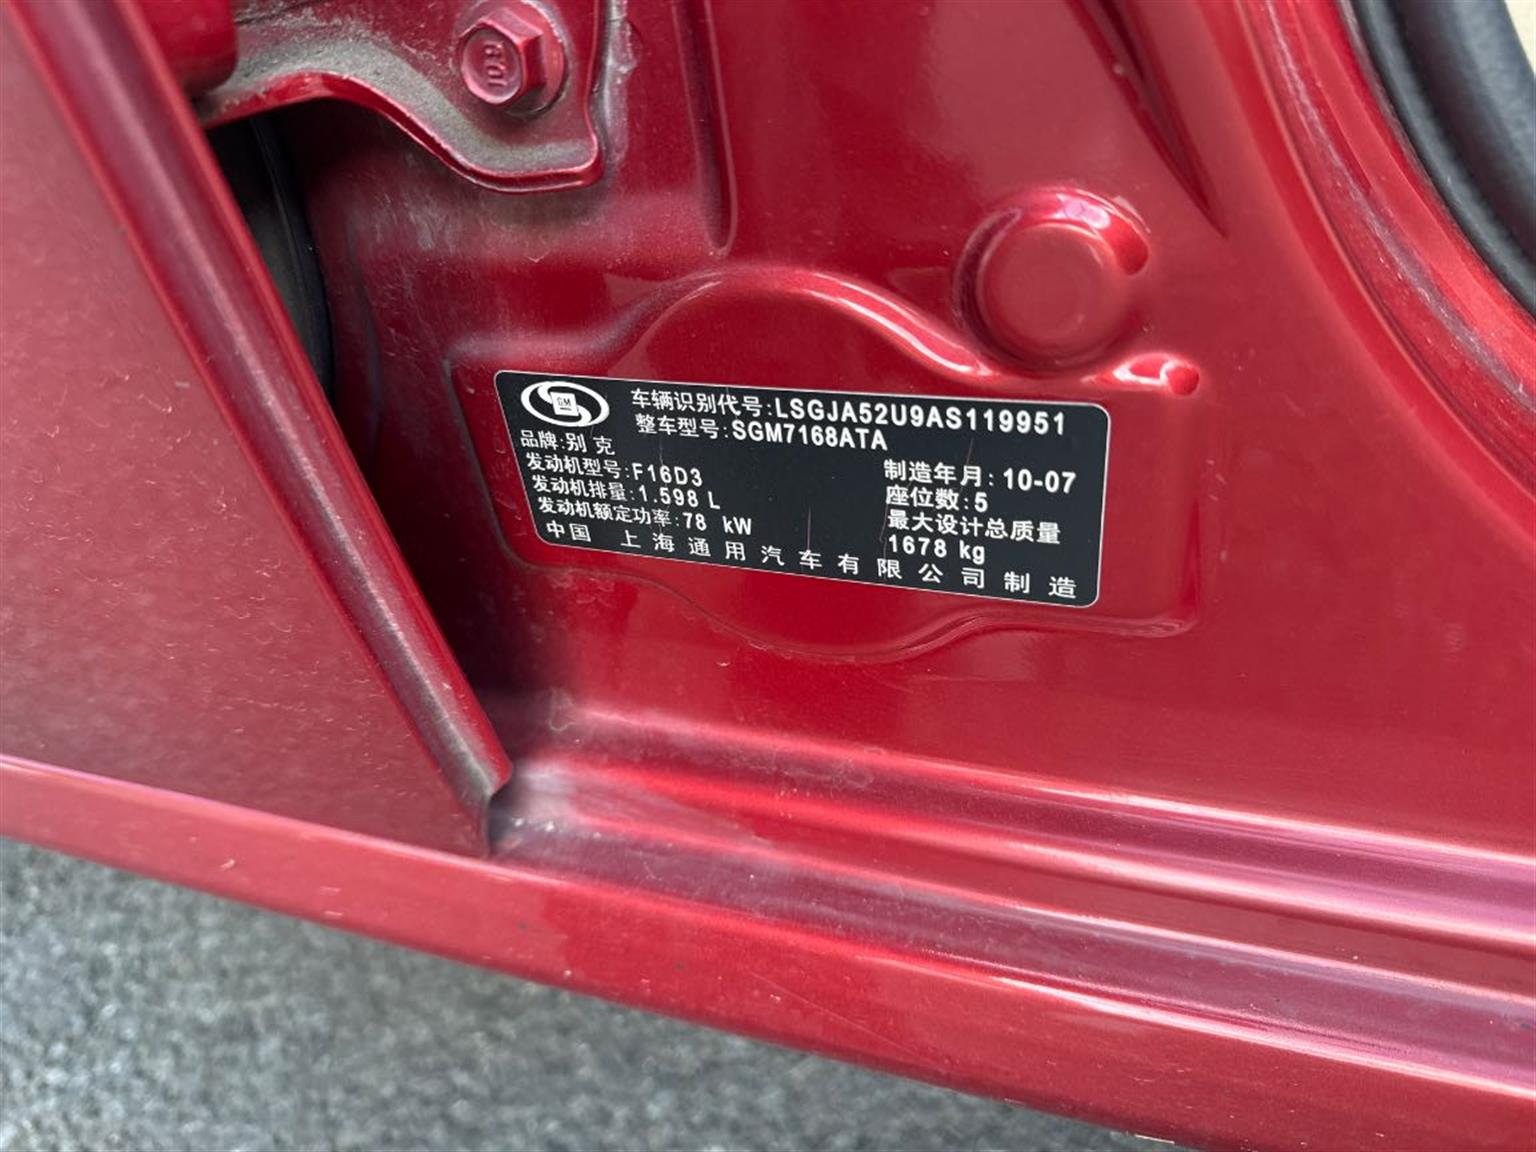 10.9
GM
车辆识别代号:LSGJA52U9AS119951
整车型号:SGM7168ATA
品牌:别克
发动机型号:F16D3
制造年月:10-07
发动机排量:1.598 L
座位数:5
发动机额定功率:78 kW
最大设计总质量
1678 kg
中国 上海通用汽车有限公司制造